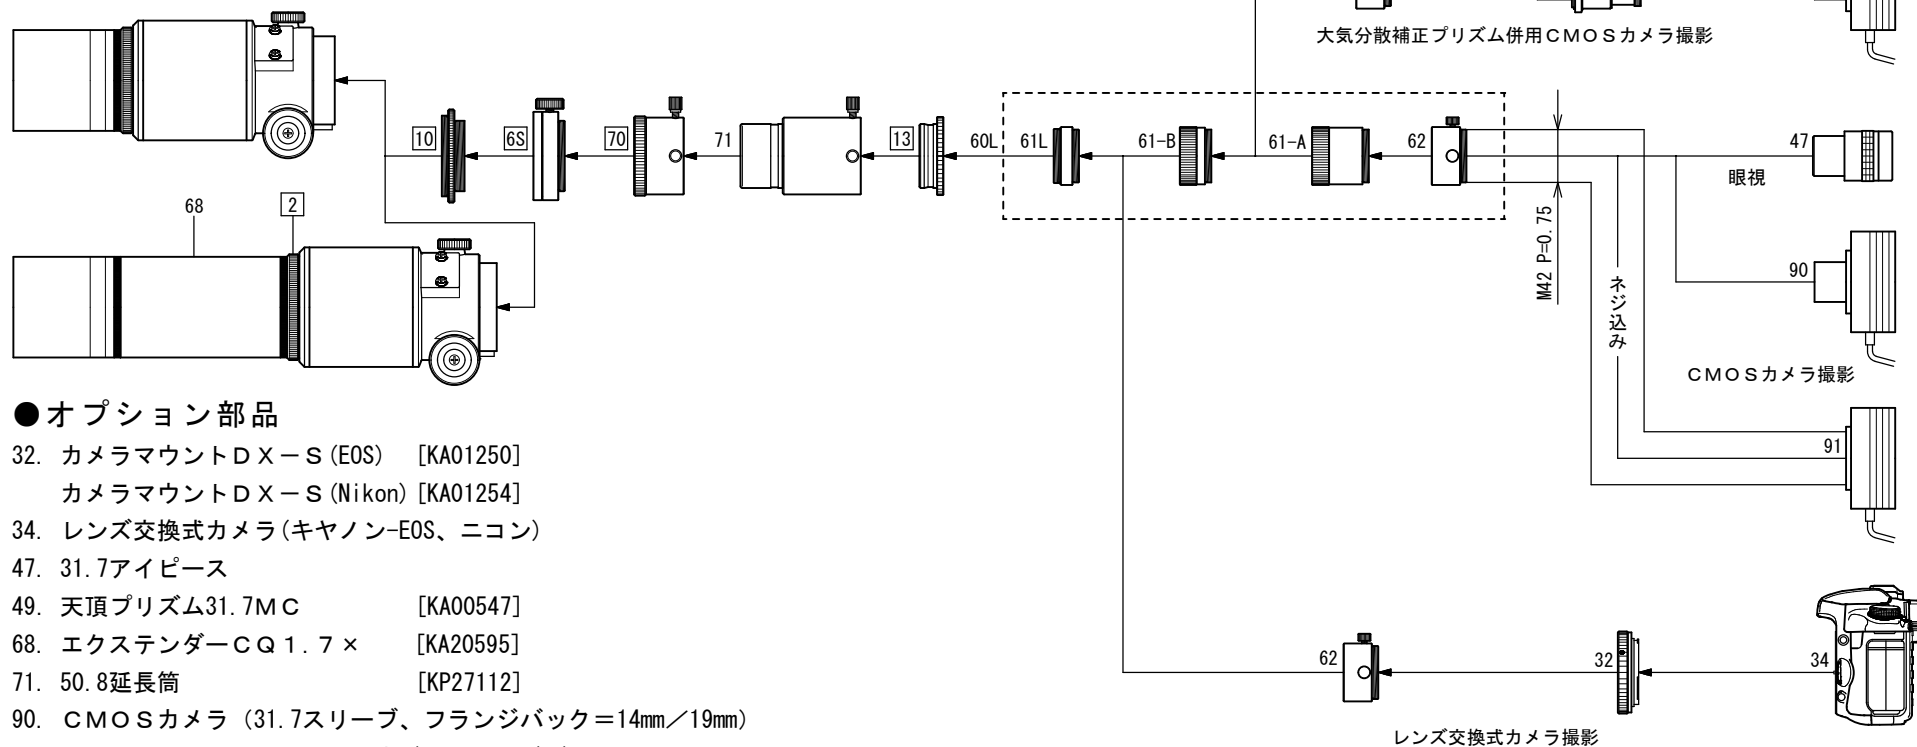 大気分散補正プリズム併用CMOSカメラ撮影
10
6S
70
71
13
60L
61L
61-B
61-A
62
47
眼視
68
2
M42 P=0.75
ネジ込み
90
CMOSカメラ撮影
91
●オプション部品
32. カメラマウントDX-S(EOS) [KA01250]
カメラマウントDX-S(Nikon) [KA01254]
34. レンズ交換式カメラ(キヤノン-EOS、ニコン)
47. 31.7アイピース
49. 天頂プリズム31.7MC [KA00547]
68. エクステンダーCQ1.7× [KA20595]
71. 50.8延長筒 [KP27112]
90. CMOSカメラ (31.7スリーブ、フランジバック=14mm/19mm)
62
32
34
レンズ交換式カメラ撮影